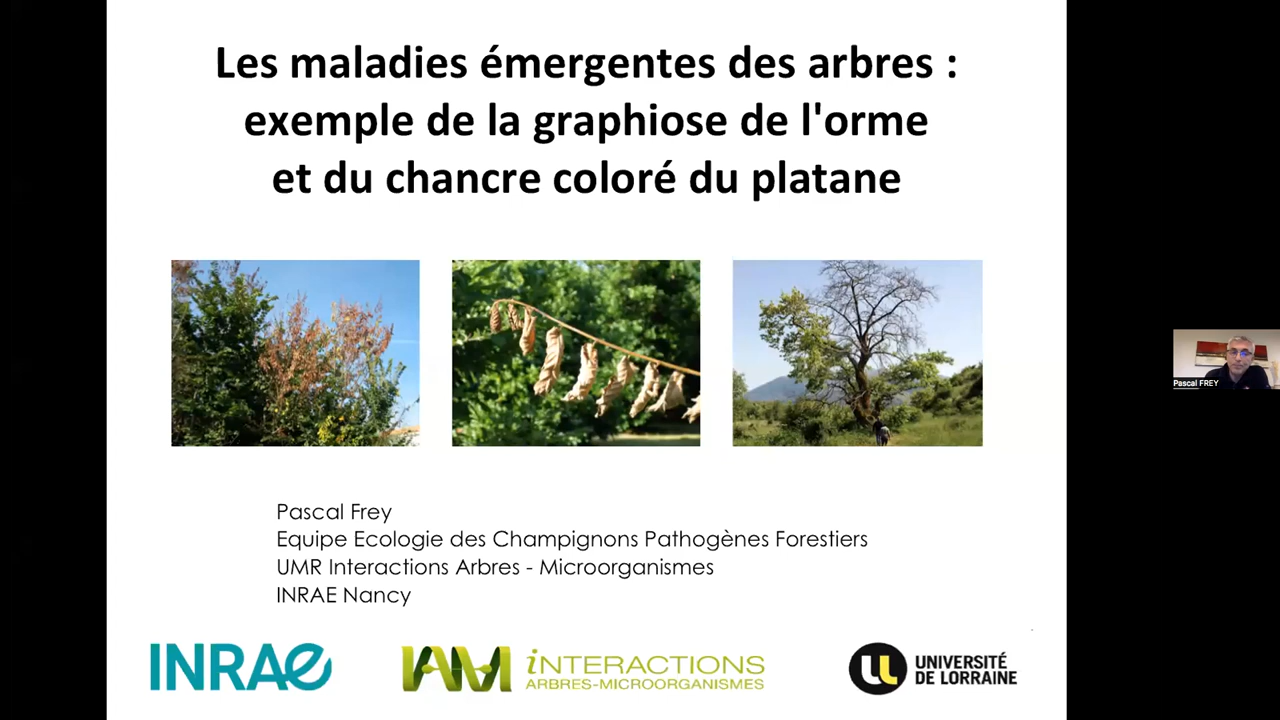 Les maladies émergentes des arbres :
exemple de la graphiose de l'orme
et du chancre coloré du platane
Pascal FREY
Pascal Frey
Equipe Ecologie des Champignons Pathogènes Forestiers
UMR Interactions Arbres - Microorganismes
INRAE Nancy
INRAE
IAM
iNTERACTIONS
ARBRES-MICROORGANISMES
UNIVERSITÉ
DE LORRAINE